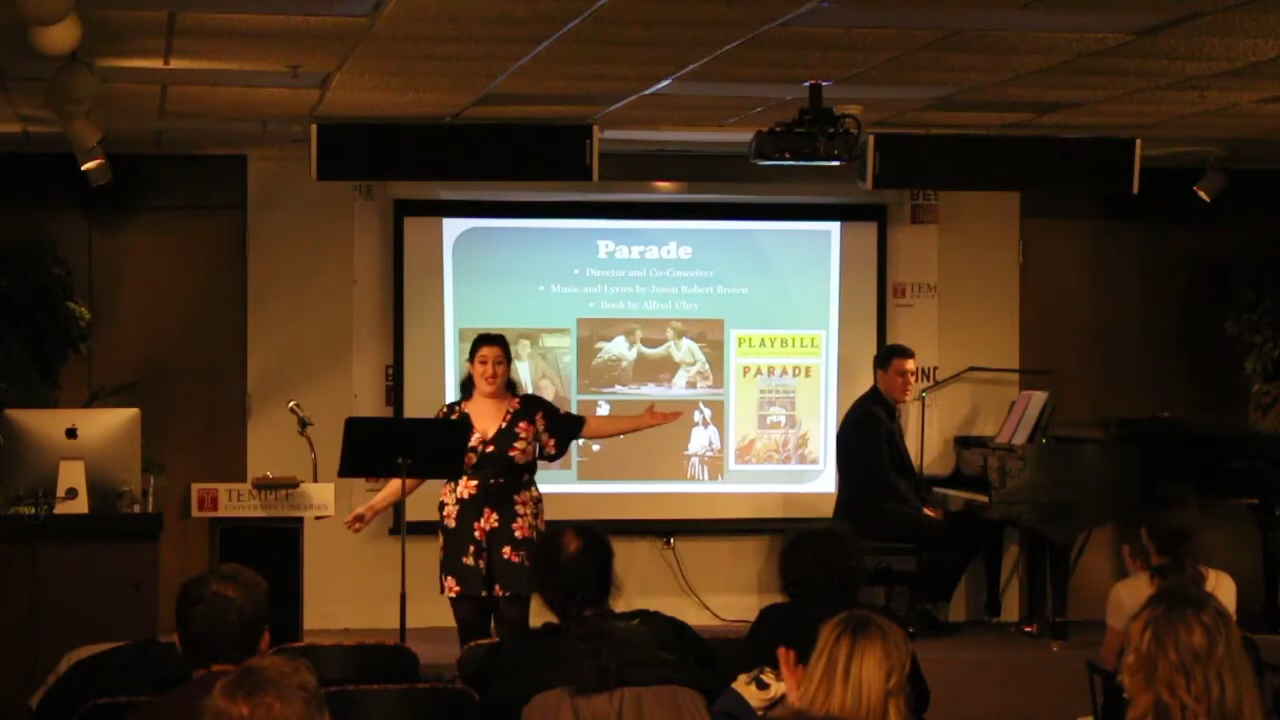 Parade
• Director and Co-Conceiver
• Music and Lyrics by Jason Robert Brown
• Book by Alfred Uhry
PLAYBILL
PARADE
TEM
TEMPLE
UNIVERSITY LIBRARIES